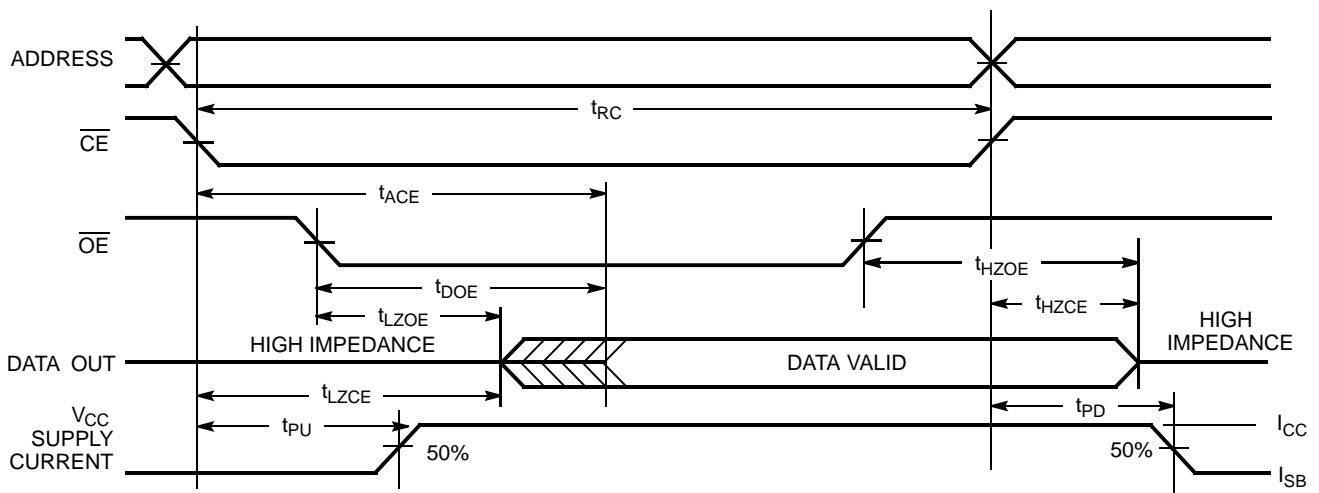 ADDRESS
tRC
CE
tACE
OE
tHZOE
tDOE
tHZCE
tLZOE
HIGH IMPEDANCE
HIGH
IMPEDANCE
DATA OUT
DATA VALID
tLZCE
tPD
VCC
SUPPLY
CURRENT
tPU
50%
50%
ICC
ISB